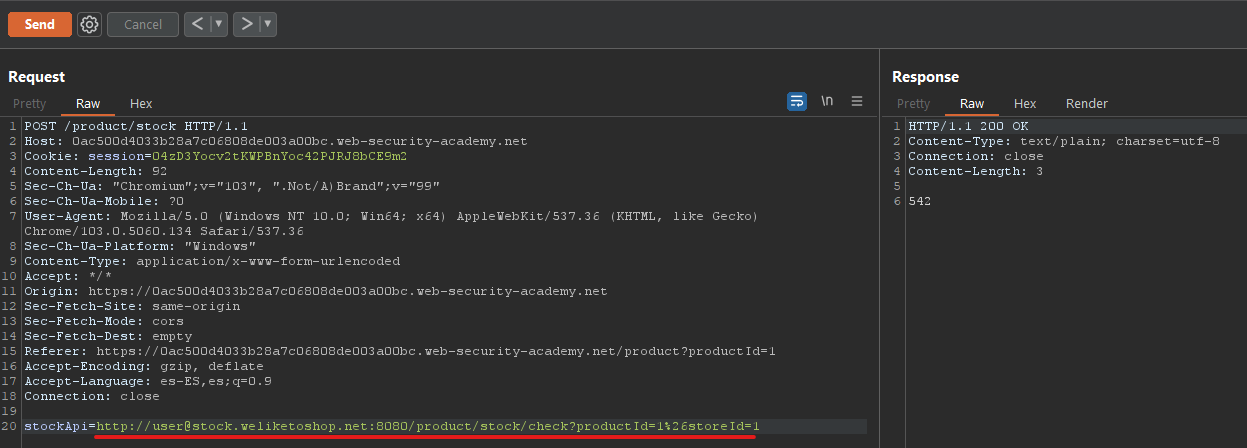 Send
Cancel
<
>
Request
Pretty Raw Hex
\n
1 POST /product/stock HTTP/1.1
2 Host: 0ac500d4033b28a7c06808de003a00bc.web-security-academy.net
3 Cookie: session=O4zD3Yocv2tKWPBnYoc42PJRJ8bCE9m2
4 Content-Length: 92
5 Sec-Ch-Ua: "Chromium";v="103", ".Not/A)Brand";v="99"
6 Sec-Ch-Ua-Mobile: ?0
7 User-Agent: Mozilla/5.0 (Windows NT 10.0; Win64; x64) AppleWebKit/537.36 (KHTML, like Gecko)
Chrome/103.0.5060.134 Safari/537.36
8 Sec-Ch-Ua-Platform: "Windows"
9 Content-Type: application/x-www-form-urlencoded
10 Accept: */*
11 Origin: https://0ac500d4033b28a7c06808de003a00bc.web-security-academy.net
12 Sec-Fetch-Site: same-origin
13 Sec-Fetch-Mode: cors
14 Sec-Fetch-Dest: empty
15 Referer: https://0ac500d4033b28a7c06808de003a00bc.web-security-academy.net/product?productId=1
16 Accept-Encoding: gzip, deflate
17 Accept-Language: es-ES,es;q=0.9
18 Connection: close
19
20 stockApi=http://user@stock.weliketoshop.net:8080/product/stock/check?productId=1%26storeId=1
Response
Pretty Raw Hex Render
1 HTTP/1.1 200 OK
2 Content-Type: text/plain; charset=utf-8
3 Connection: close
4 Content-Length: 3
5
6 542